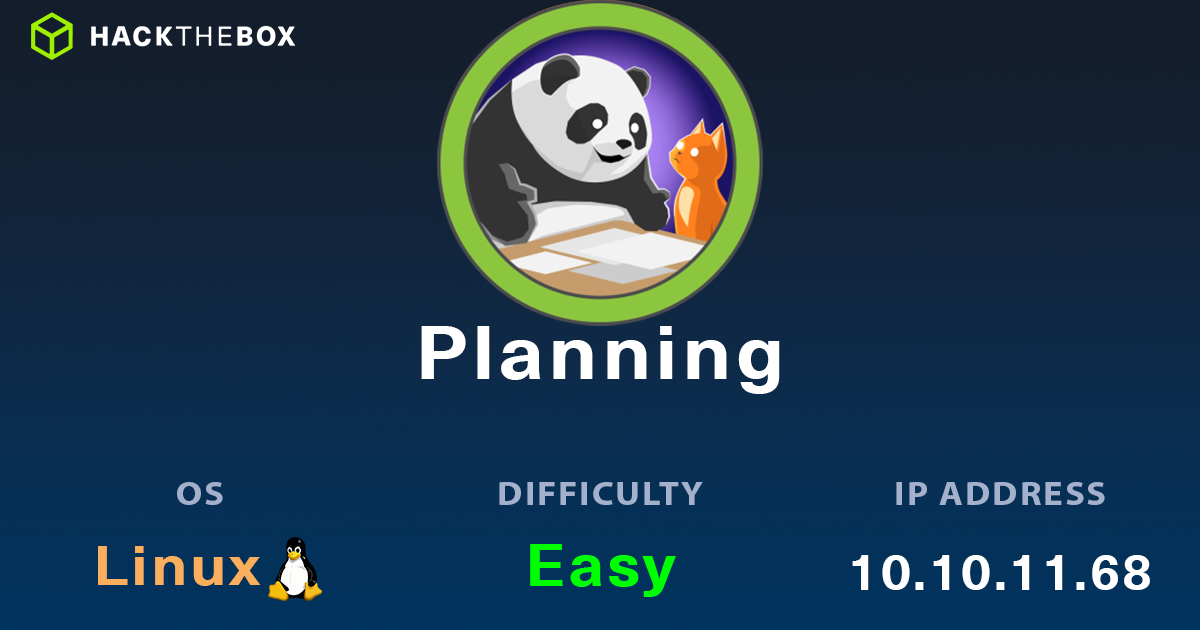 HACKTHEBOX
Planning
OS
DIFFICULTY
IP ADDRESS
Linux
Easy
10.10.11.68